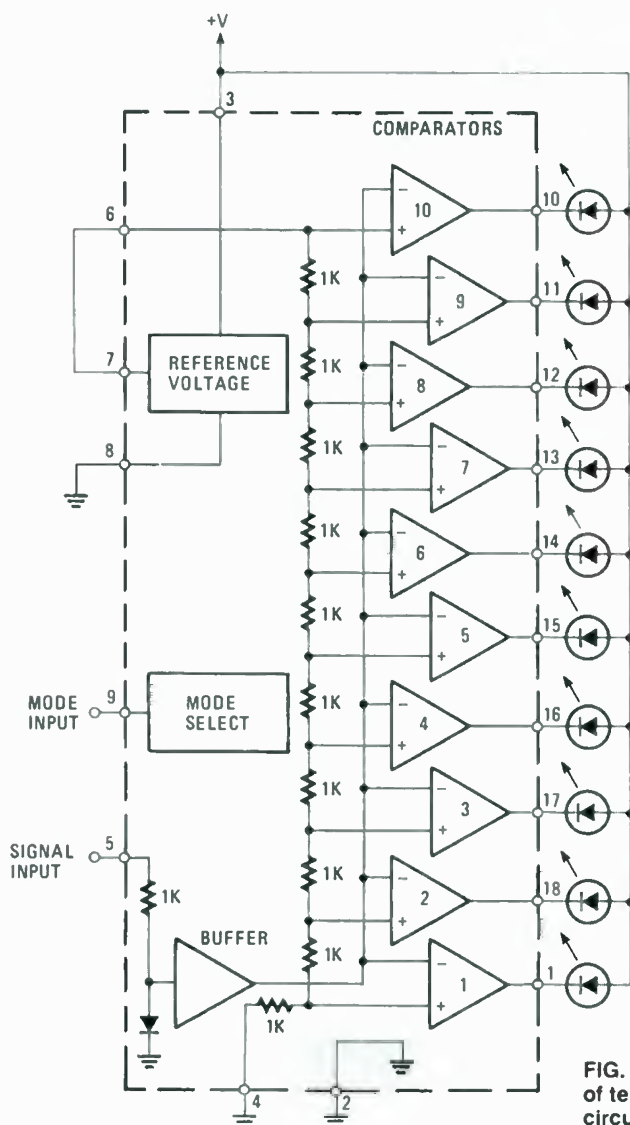 +V
3
COMPARATORS
6
10
−
+
10
1K
9
−
+
11
7
REFERENCE
VOLTAGE
1K
8
−
+
12
8
1K
7
−
+
13
1K
6
−
+
14
1K
5
−
+
15
MODE
INPUT
9
MODE
SELECT
1K
4
−
+
16
1K
3
−
+
17
SIGNAL
INPUT
5
1K
1K
2
−
+
18
BUFFER
1K
1
−
+
1
1K
4
2
FIG.
of te
circu